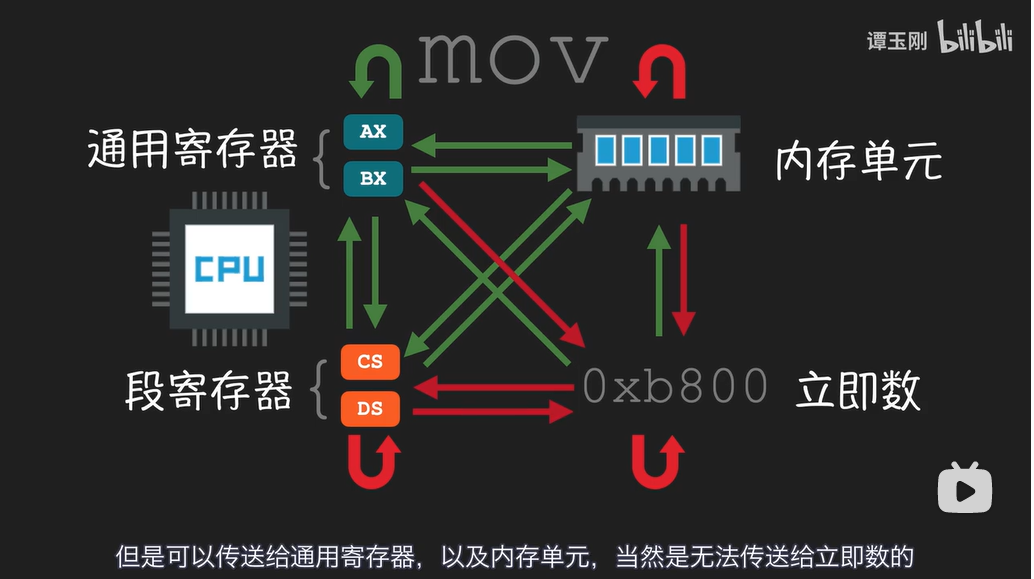 谭玉刚 bilibili
mov
通用寄存器
AX
BX
内存单元
CPU
段寄存器
CS
DS
0xb800
立即数
但是可以传送给通用寄存器，以及内存单元，当然是无法传送给立即数的